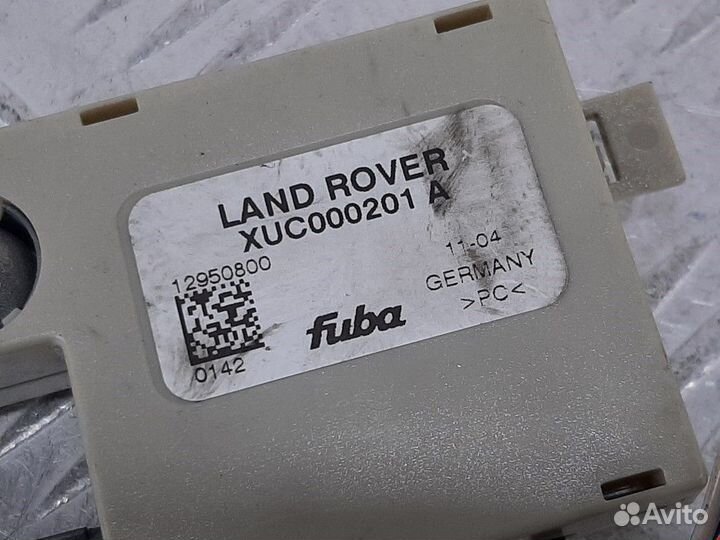 LAND ROVER
XUC000201 A
12950800
11-04
GERMANY
fuba
>PC<
0142
Avito